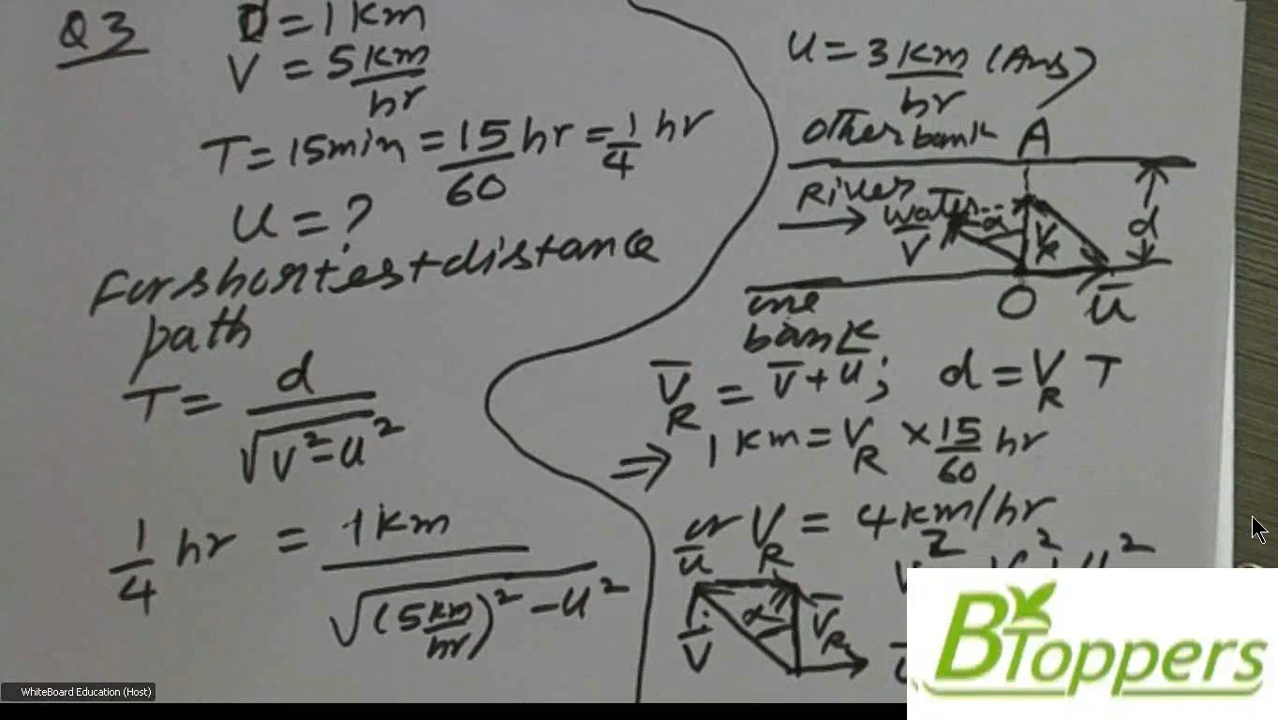 Q3
d = 1 km
V = 5 km/hr
T = 15 min = 15/60 hr = 1/4 hr
u = ?
For shortest distance
path
T = d/√(V² – u²)
1/4 hr = 1 km/√((5 km/hr)² – u²)
u = 3 km/hr (Ans)
Other bank A
River
Water
V α V_R d
O u
one
bank
V_R = V + u ; d = V_R T
⇒ 1 km = V_R × 15/60 hr
or V_R = 4 km/hr
u
V α V_R
BToppers
WhiteBoard Education (Host)